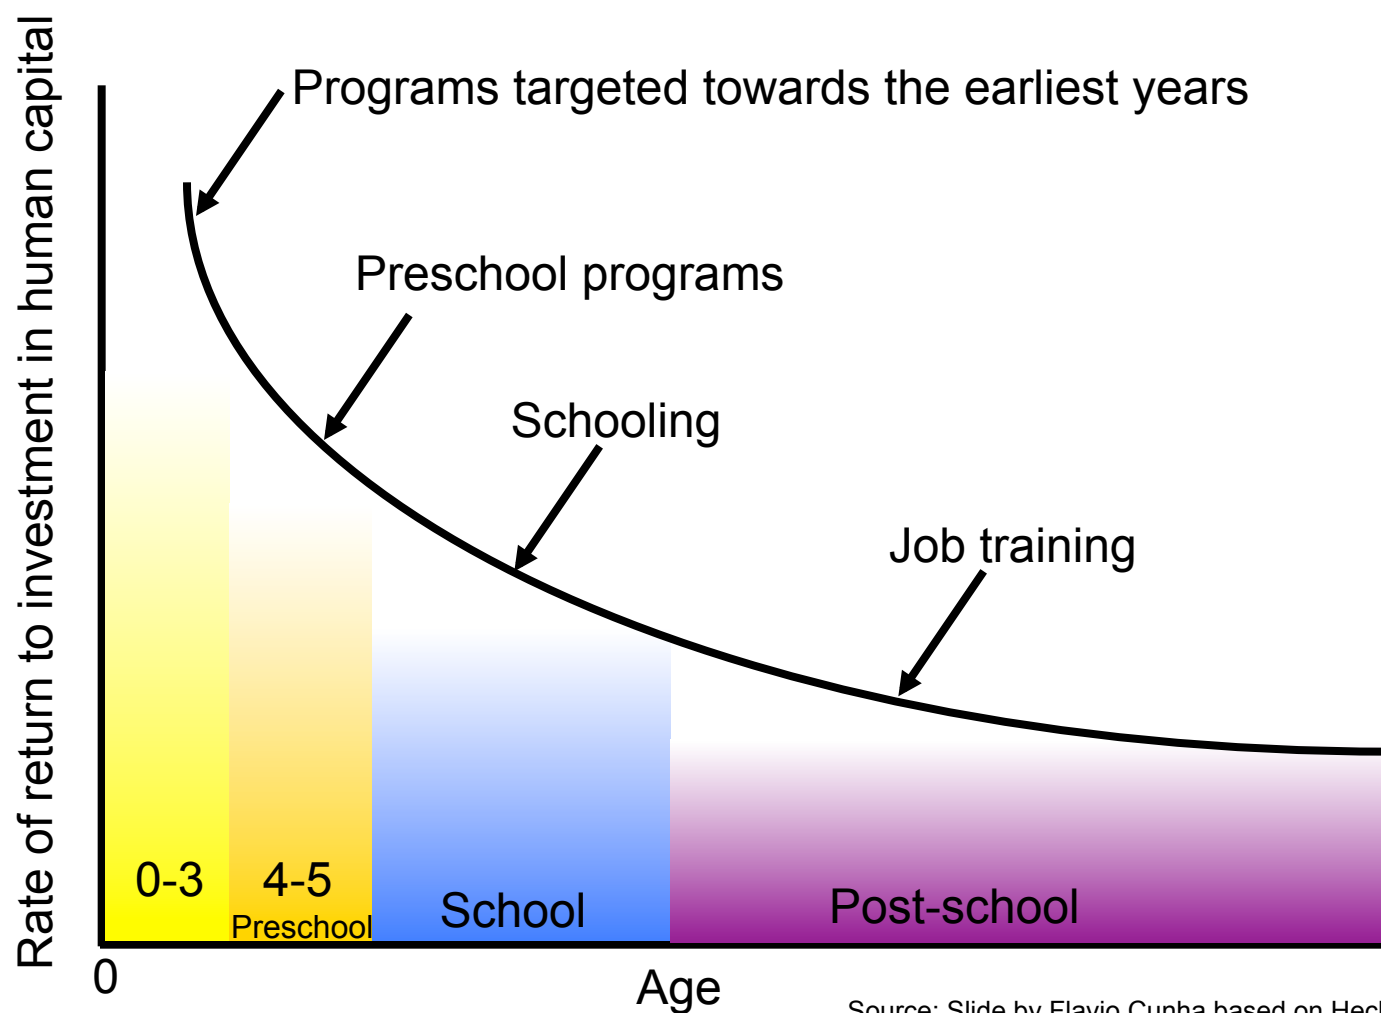 Rate of return to investment in human capital
Programs targeted towards the earliest years
Preschool programs
Schooling
Job training
0-3
4-5
Preschool
School
Post-school
0
Age
Source: Slide by Flavio Cunha based on